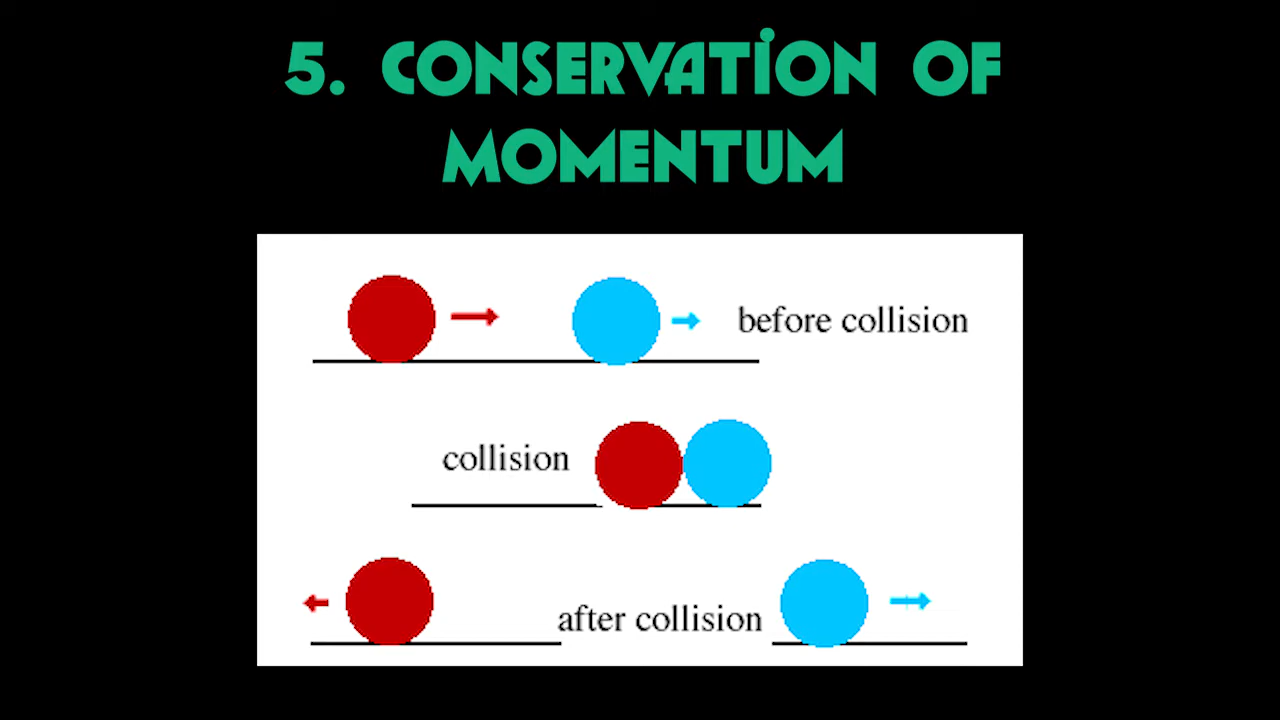 5. CONSERVATION OF
MOMENTUM
before collision
collision
after collision